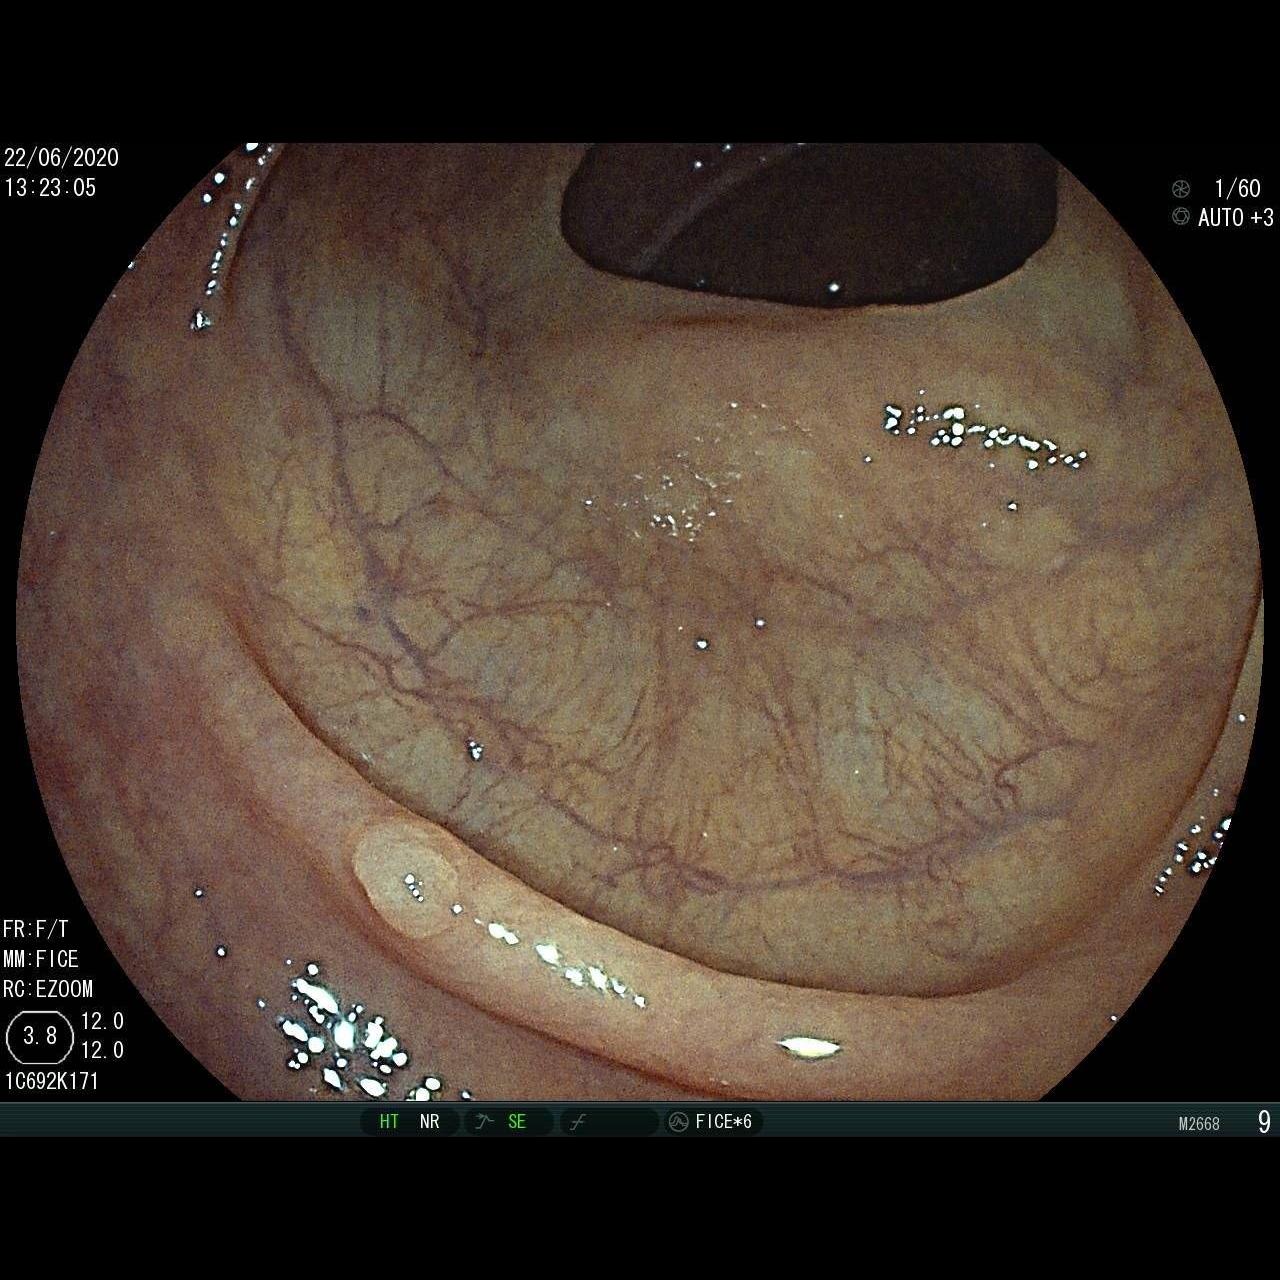 22/06/2020
13:23:05
1/60
AUTO +3
FR:F/T
MM:FICE
RC:EZOOM
3.8 12.0
12.0
1C692K171
HT NR SE FICE*6 M2668 9